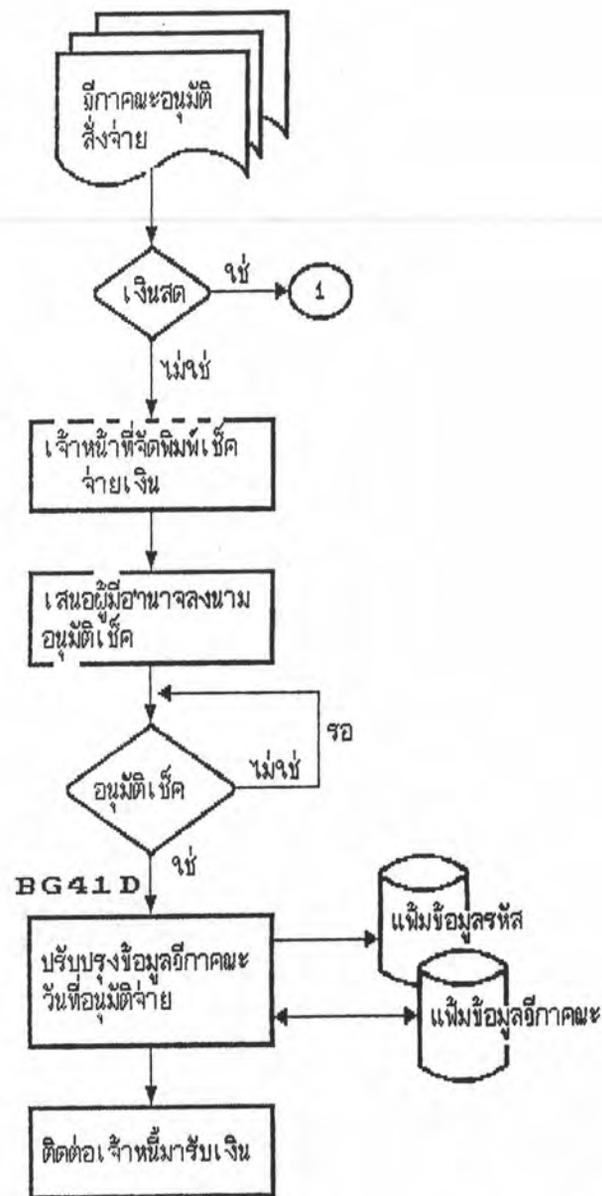 ฎีกาคณะอนุมัติ
สั่งจ่าย
เงินสด
ใช่
1
ไม่ใช่
เจ้าหน้าที่จัดพิมพ์เช็ค
จ่ายเงิน
เสนอผู้มีอำนาจลงนาม
อนุมัติเช็ค
รอ
อนุมัติเช็ค
ไม่ใช่
ใช่
BG41D
ปรับปรุงข้อมูลฎีกาคณะ
วันที่อนุมัติจ่าย
แฟ้มข้อมูลรหัส
แฟ้มข้อมูลฎีกาคณะ
ติดต่อเจ้าหนี้มารับเงิน